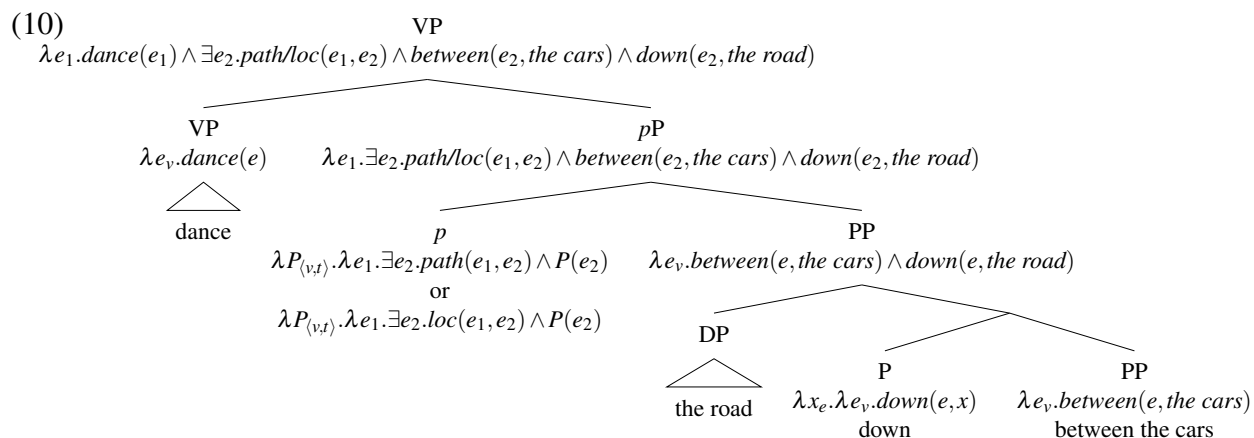 (10)
VP
λe₁.dance(e₁) ∧ ∃e₂.path/loc(e₁, e₂) ∧ between(e₂, the cars) ∧ down(e₂, the road)
VP pP
λeᵥ.dance(e) λe₁.∃e₂.path/loc(e₁, e₂) ∧ between(e₂, the cars) ∧ down(e₂, the road)
dance p PP
λP⟨v,t⟩.λe₁.∃e₂.path(e₁, e₂) ∧ P(e₂) λeᵥ.between(e, the cars) ∧ down(e, the road)
or
λP⟨v,t⟩.λe₁.∃e₂.loc(e₁, e₂) ∧ P(e₂)
DP
P PP
the road λxₑ.λeᵥ.down(e, x) λeᵥ.between(e, the cars)
down between the cars